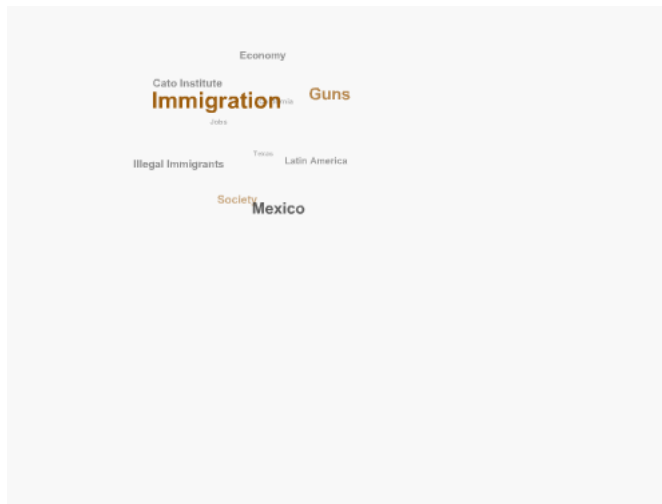 Economy
Cato Institute
Guns
Immigration
Jobs
Texas
Latin America
Illegal Immigrants
Society
Mexico